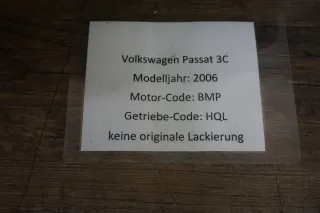 Volkswagen Passat 3C
Modelljahr: 2006
Motor-Code: BMP
Getriebe-Code: HQL
keine originale Lackierung